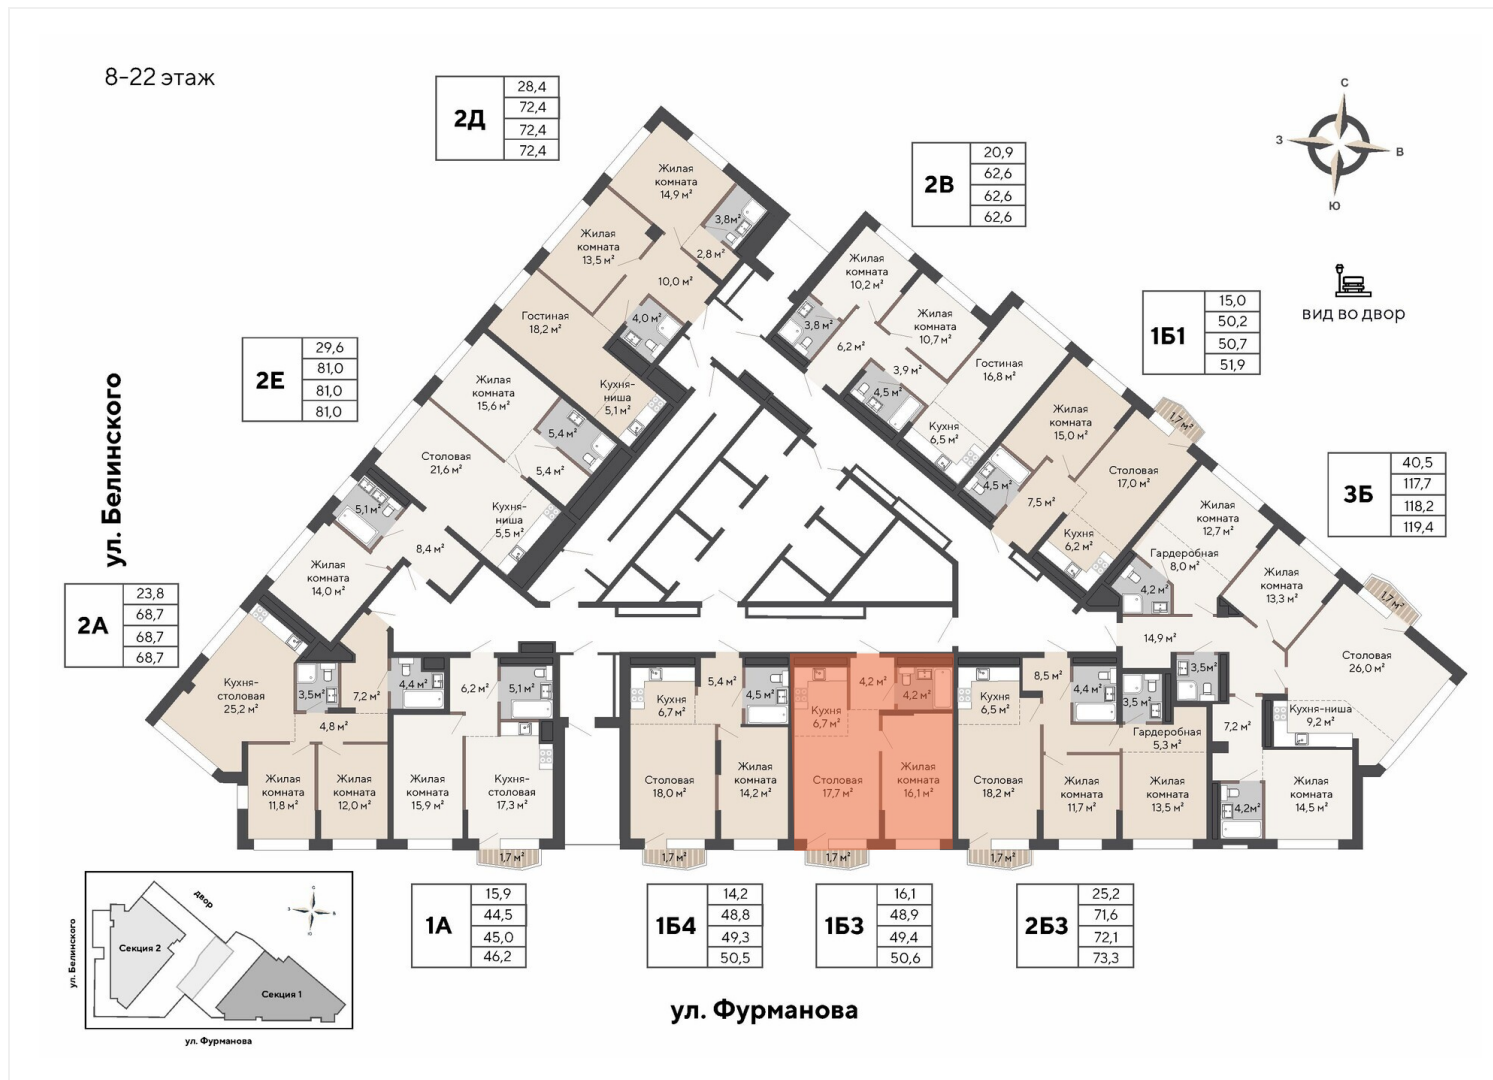 8-22 этаж
2Д
28,4
72,4
72,4
72,4
2В
20,9
62,6
62,6
62,6
С
З
В
Ю
вид во двор
1Б1
15,0
50,2
50,7
51,9
2Е
29,6
81,0
81,0
81,0
3Б
40,5
117,7
118,2
119,4
2А
23,8
68,7
68,7
68,7
ул. Белинского
Жилая
комната
14,9 м²
3,8м²
2,8 м²
Жилая
комната
13,5 м²
10,0 м²
4,0м²
Гостиная
18,2 м²
Кухня-
ниша
5,1 м²
Жилая
комната
15,6 м²
5,4 м²
5,4 м²
Столовая
21,6 м²
Кухня-
ниша
5,5 м²
5,1 м²
8,4 м²
Жилая
комната
14,0 м²
Жилая
комната
10,2 м²
3,8 м²
6,2 м²
Жилая
комната
10,7 м²
3,9 м²
4,5 м²
Гостиная
16,8 м²
Кухня
6,5 м²
Жилая
комната
15,0 м²
1,7 м²
Столовая
17,0 м²
4,5 м²
7,5 м²
Кухня
6,2 м²
Жилая
комната
12,7 м²
Гардеробная
8,0 м²
4,2 м²
Жилая
комната
13,3 м²
1,7 м²
14,9 м²
3,5м²
Столовая
26,0 м²
Кухня-ниша
9,2 м²
7,2 м²
4,2м²
Жилая
комната
14,5 м²
Кухня-
столовая
25,2 м²
3,5м²
7,2 м²
4,4 м²
4,8 м²
Жилая
комната
11,8 м²
Жилая
комната
12,0 м²
6,2 м²
5,1 м²
Жилая
комната
15,9 м²
Кухня-
столовая
17,3 м²
1,7 м²
Кухня
6,7 м²
5,4 м²
4,5 м²
Столовая
18,0 м²
Жилая
комната
14,2 м²
1,7 м²
4,2 м²
4,2 м²
Кухня
6,7 м²
Столовая
17,7 м²
Жилая
комната
16,1 м²
1,7 м²
Кухня
6,5 м²
8,5 м²
4,4 м²
3,5м²
Гардеробная
5,3 м²
Столовая
18,2 м²
Жилая
комната
11,7 м²
Жилая
комната
13,5 м²
1,7 м²
1А
15,9
44,5
45,0
46,2
1Б4
14,2
48,8
49,3
50,5
1Б3
16,1
48,9
49,4
50,6
2Б3
25,2
71,6
72,1
73,3
ул. Фурманова
двор
Секция 2
Секция 1
ул. Белинского
ул. Фурманова